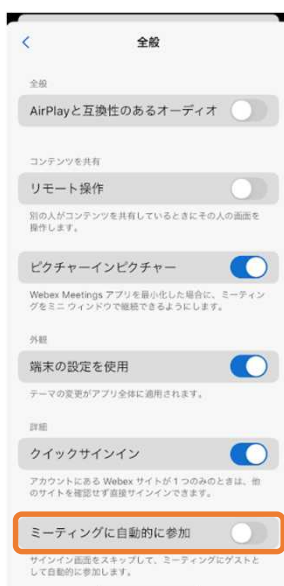 全般
全般
AirPlayと互換性のあるオーディオ
コンテンツを共有
リモート操作
別の人がコンテンツを共有しているときにその人の画面を
操作します。
ピクチャーインピクチャー
Webex Meetings アプリを最小化した場合に、ミーティン
グをミニ ウィンドウで継続できるようにします。
外観
端末の設定を使用
テーマの変更がアプリ全体に適用されます。
詳細
クイックサインイン
アカウントにある Webex サイトが 1 つのみのときは、他
のサイトを確認せず直接サインインできます。
ミーティングに自動的に参加
サインイン画面をスキップして、ミーティングにゲストと
して自動的に参加します。